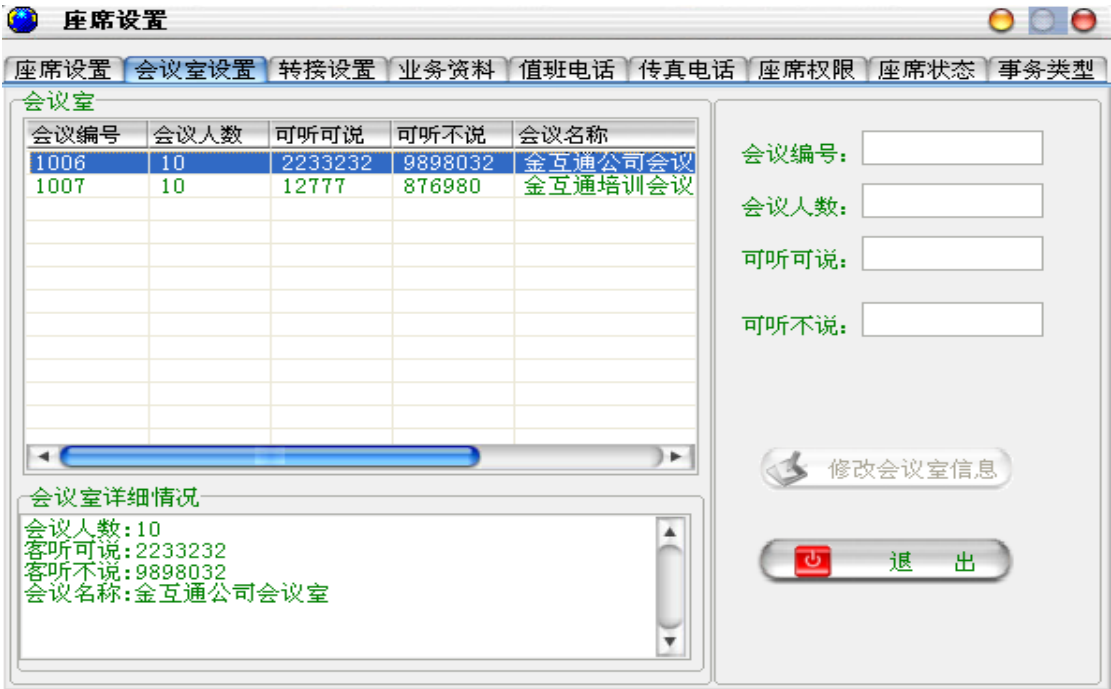 座席设置
座席设置 会议室设置 转接设置 业务资料 值班电话 传真电话 座席权限 座席状态 事务类型
会议室
会议编号 会议人数 可听可说 可听不说 会议名称
1006 10 2233232 9898032 金互通公司会议
1007 10 12777 876980 金互通培训会议
会议室详细情况
会议人数:10
客听可说:2233232
客听不说:9898032
会议名称:金互通公司会议室
会议编号:
会议人数:
可听可说:
可听不说:
修改会议室信息
退 出